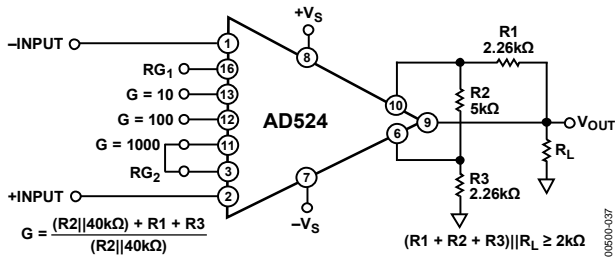 –INPUT
+VS
1
8
RG1
16
G = 10
13
G = 100
12
AD524
G = 1000
11
RG2
3
+INPUT
2
7
–VS
10
6
9
R1
2.26kΩ
R2
5kΩ
VOUT
RL
R3
2.26kΩ
G = (R2||40kΩ) + R1 + R3
(R2||40kΩ)
(R1 + R2 + R3)||RL ≥ 2kΩ
00500-037